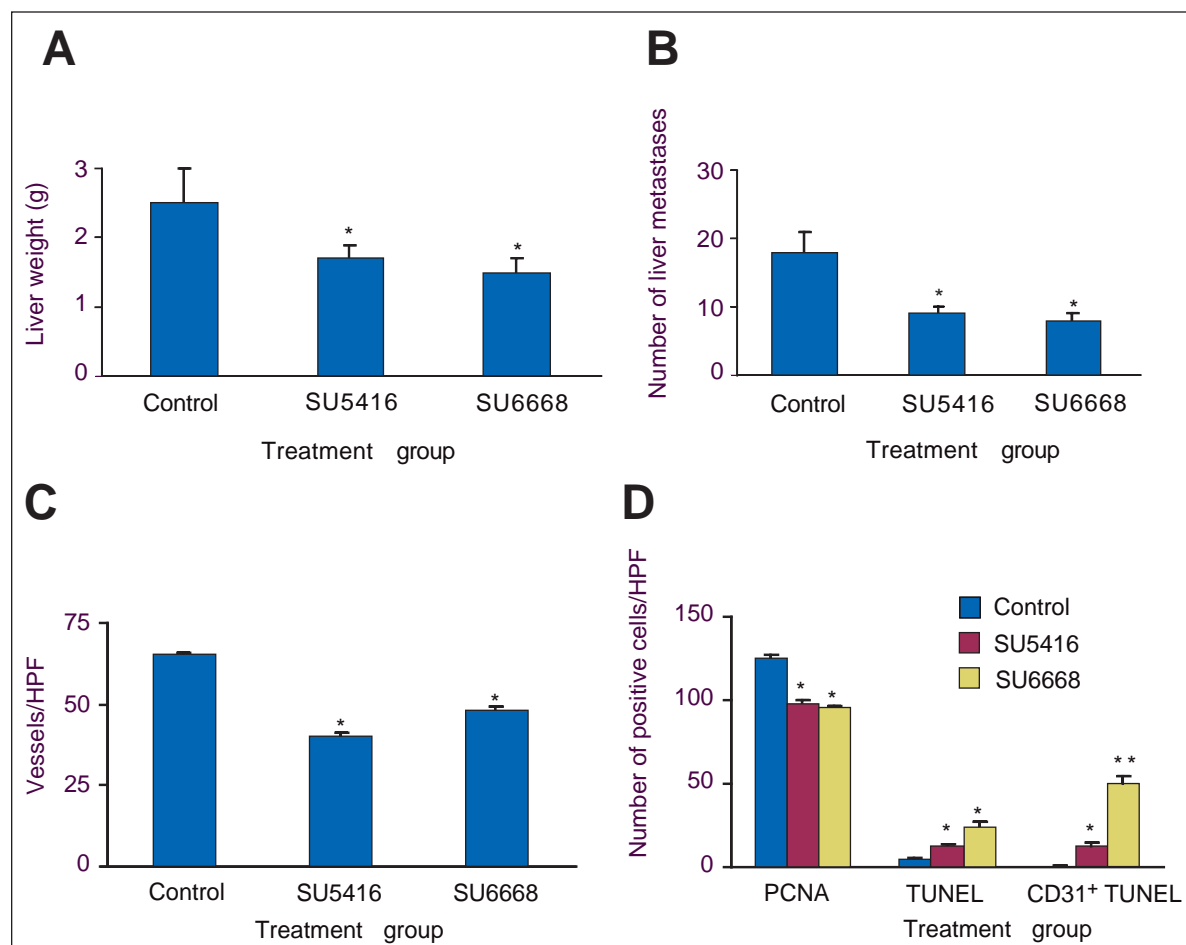 A
Liver weight (g)
3
2
1
0
*
*
Control SU5416 SU6668
Treatment group
B
Number of liver metastases
30
20
10
0
*
*
Control SU5416 SU6668
Treatment group
C
Vessels/HPF
75
50
25
0
*
*
Control SU5416 SU6668
Treatment group
D
Number of positive cells/HPF
150
100
50
0
Control
SU5416
SU6668
* *
* *
* **
PCNA TUNEL CD31+ TUNEL
Treatment group